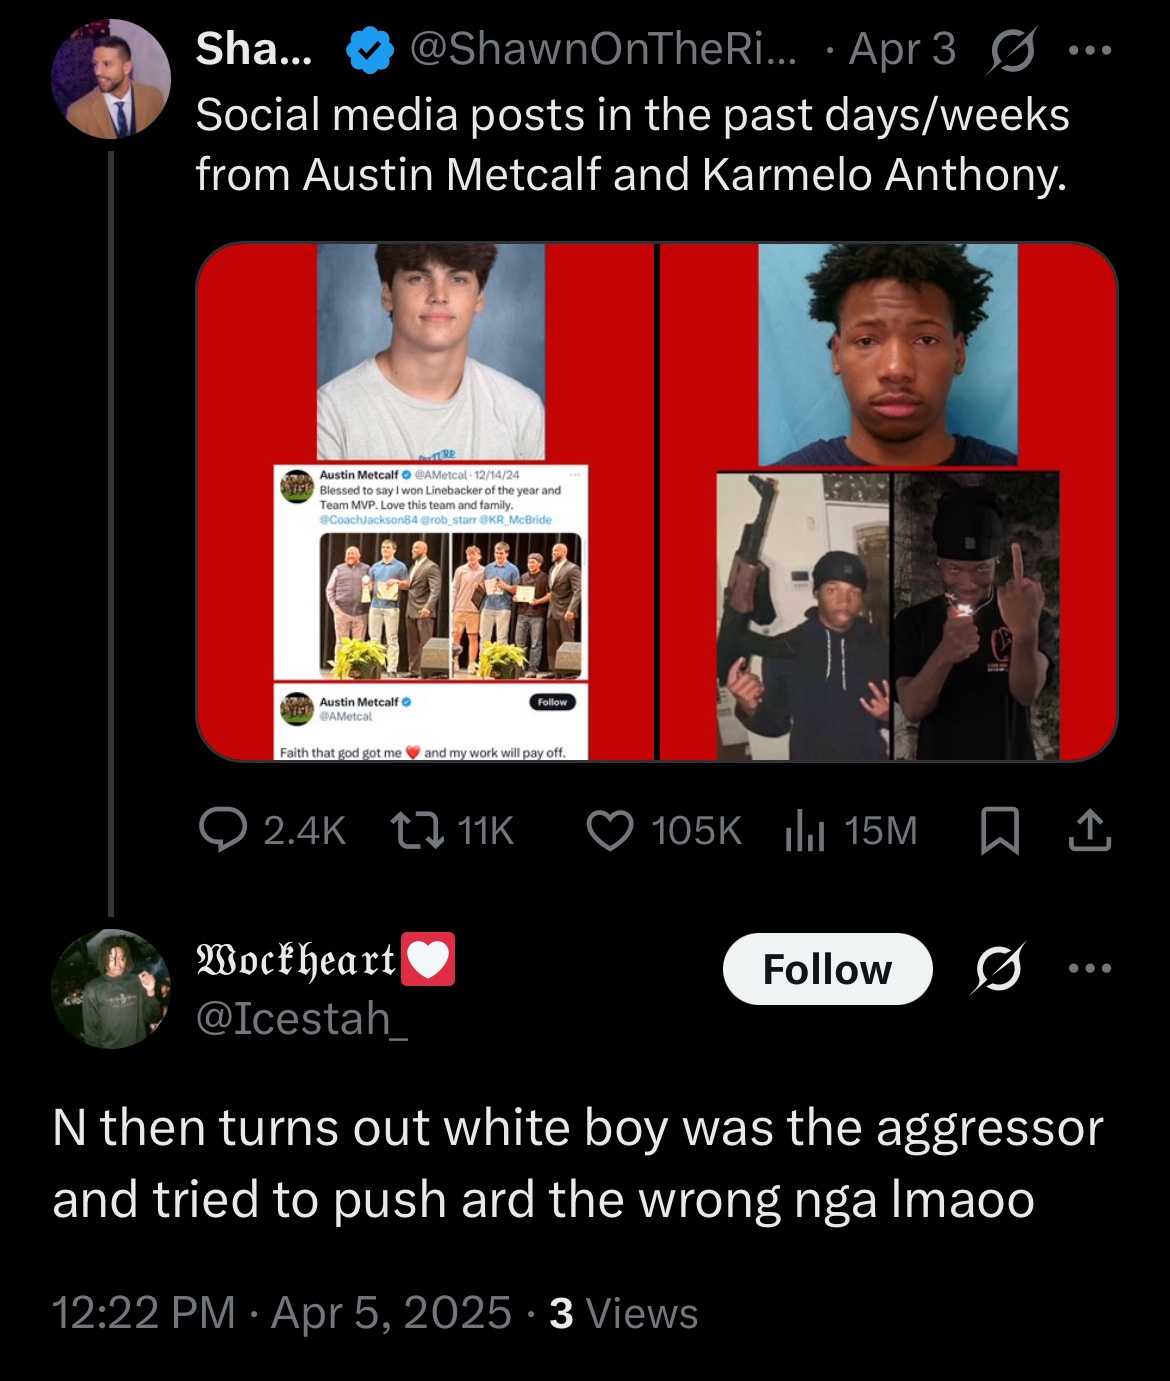 Sha... @ShawnOnTheRi... · Apr 3
Social media posts in the past days/weeks
from Austin Metcalf and Karmelo Anthony.
Austin Metcalf @AMetcal · 12/14/24
Blessed to say I won Linebacker of the year and
Team MVP. Love this team and family.
@CoachJackson84 @rob_starr @KR_McBride
Austin Metcalf
Follow
@AMetcal
Faith that god got me ❤️ and my work will pay off.
2.4K 11K 105K 15M
𝔚𝔬𝔠𝔨𝔥𝔢𝔞𝔯𝔱💟
Follow
@Icestah_
N then turns out white boy was the aggressor
and tried to push ard the wrong nga lmaoo
12:22 PM · Apr 5, 2025 · 3 Views